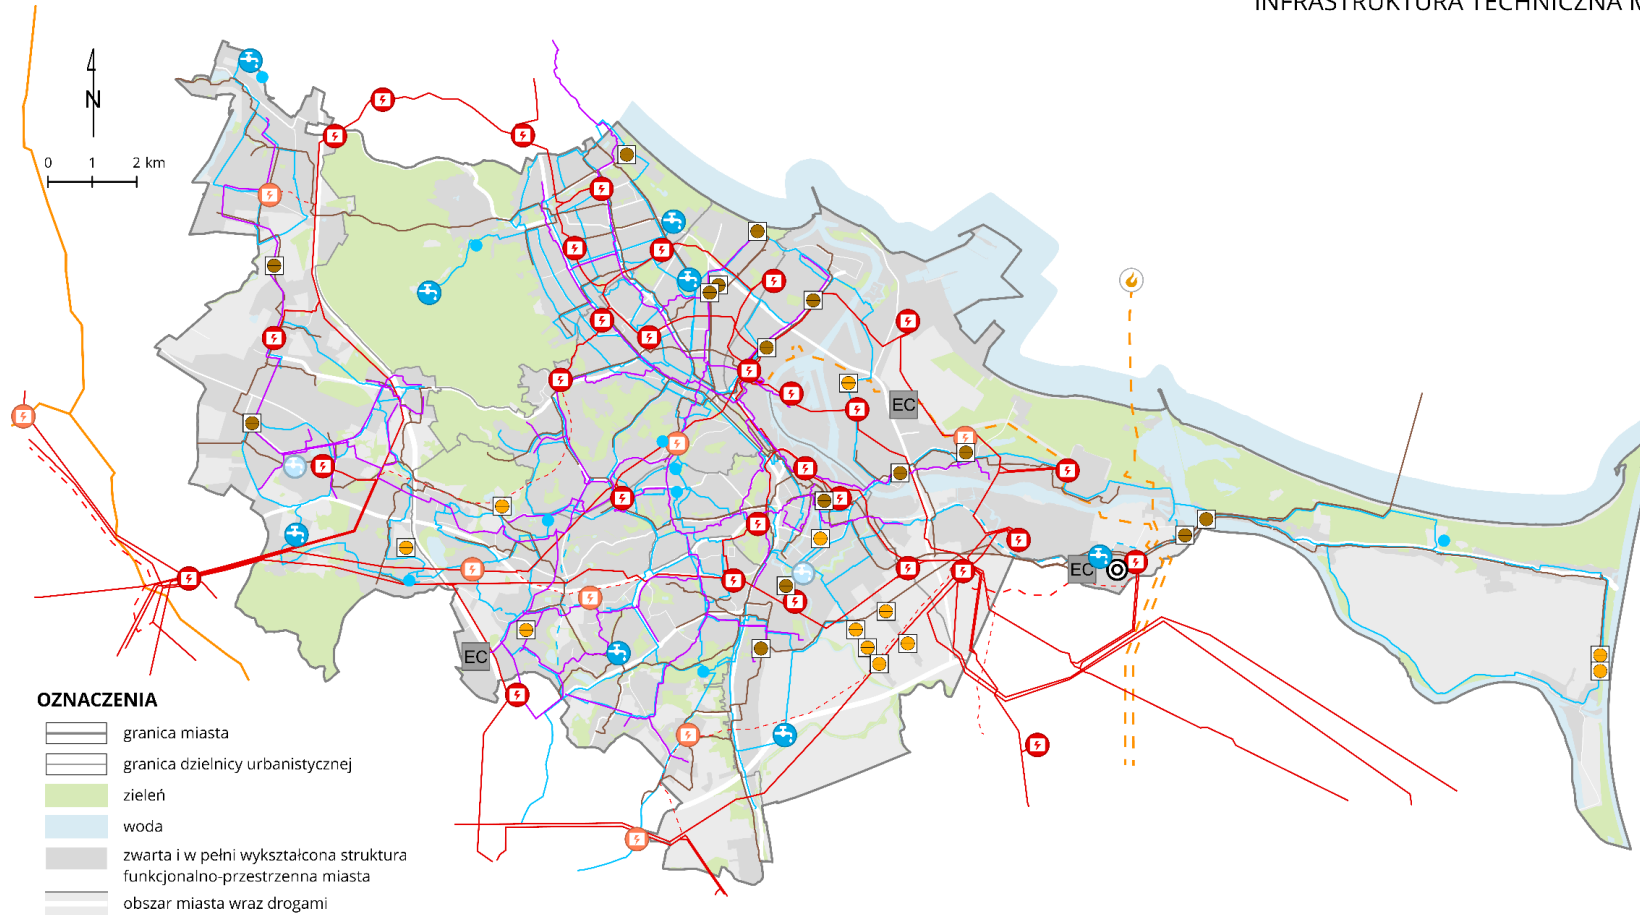 INFRASTRUKTURA TECHNICZNA M
N
0 1 2 km
EC
EC
EC
OZNACZENIA
granica miasta
granica dzielnicy urbanistycznej
zieleń
woda
zwarta i w pełni wykształcona struktura
funkcjonalno-przestrzenna miasta
obszar miasta wraz drogami